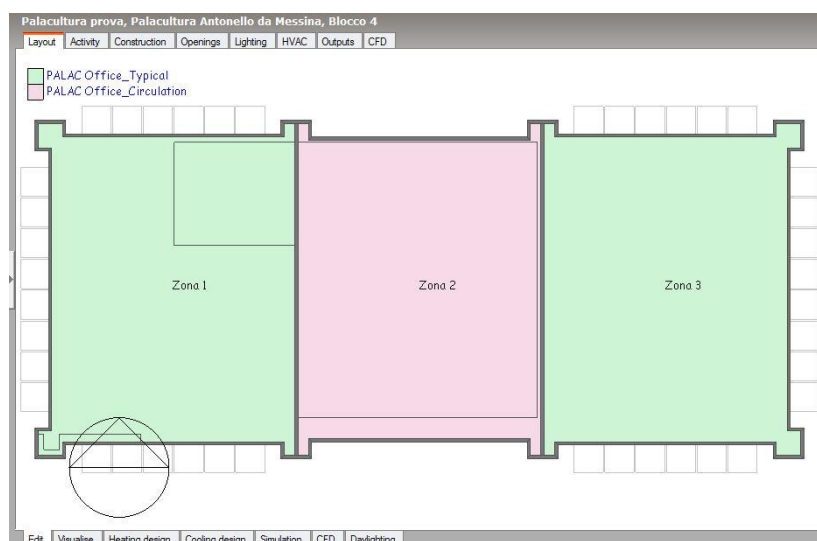 Palacultura prova, Palacultura Antonello da Messina, Blocco 4
Layout Activity Construction Openings Lighting HVAC Outputs CFD
PALAC Office_Typical
PALAC Office_Circulation
Zona 1 Zona 2 Zona 3
Edit Visualise Heating design Cooling design Simulation CFD Daylighting